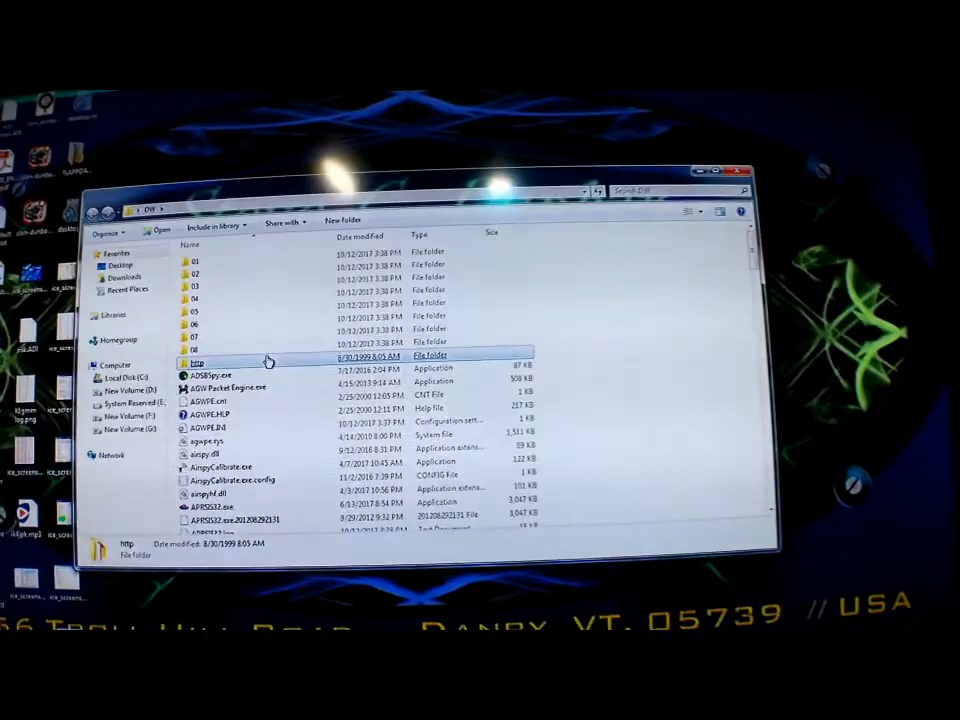 DW
Search DW
Organize
Open
Include in library
Share with
New folder
Name
Date modified
Type
Size
Favorites
Desktop
Downloads
Recent Places
Libraries
Homegroup
Computer
Local Disk (C:)
New Volume (D:)
System Reserved (E:
New Volume (F:)
New Volume (G:)
Network
01 10/12/2017 3:38 PM File folder
02 10/12/2017 3:38 PM File folder
03 10/12/2017 3:38 PM File folder
04 10/12/2017 3:38 PM File folder
05 10/12/2017 3:38 PM File folder
06 10/12/2017 3:38 PM File folder
07 10/12/2017 3:38 PM File folder
08 10/12/2017 3:38 PM File folder
http 8/30/1999 8:05 AM File folder
ADSBSpy.exe 7/17/2016 2:04 PM Application 87 KB
AGW Packet Engine.exe 4/15/2013 9:14 AM Application 508 KB
AGWPE.cnt 2/25/2000 12:05 PM CNT File 1 KB
AGWPE.HLP 2/25/2000 12:11 PM Help file 217 KB
AGWPE.INI 10/12/2017 3:37 PM Configuration sett... 1 KB
agwpe.sys 4/14/2010 8:00 PM System file 1,511 KB
airspy.dll 9/12/2016 8:31 PM Application extens... 89 KB
AirspyCalibrate.exe 4/7/2017 10:45 AM Application 122 KB
AirspyCalibrate.exe.config 11/2/2016 7:39 PM CONFIG File 1 KB
airspyhf.dll 4/3/2017 10:56 PM Application extens... 101 KB
APRSIS32.exe 6/13/2017 8:54 PM Application 3,047 KB
APRSIS32.exe.201208292131 8/29/2012 9:32 PM 201208292131 File 3,047 KB
http Date modified: 8/30/1999 8:05 AM
File folder
Danby, VT. 05739 // USA